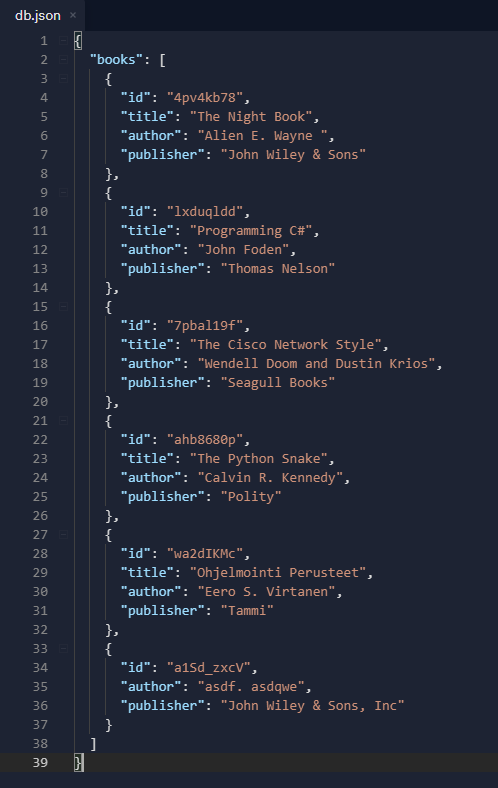 db.json ×
1 {
2 "books": [
3 {
4 "id": "4pv4kb78",
5 "title": "The Night Book",
6 "author": "Alien E. Wayne ",
7 "publisher": "John Wiley & Sons"
8 },
9 {
10 "id": "lxduqldd",
11 "title": "Programming C#",
12 "author": "John Foden",
13 "publisher": "Thomas Nelson"
14 },
15 {
16 "id": "7pbal19f",
17 "title": "The Cisco Network Style",
18 "author": "Wendell Doom and Dustin Krios",
19 "publisher": "Seagull Books"
20 },
21 {
22 "id": "ahb8680p",
23 "title": "The Python Snake",
24 "author": "Calvin R. Kennedy",
25 "publisher": "Polity"
26 },
27 {
28 "id": "wa2dIKMc",
29 "title": "Ohjelmointi Perusteet",
30 "author": "Eero S. Virtanen",
31 "publisher": "Tammi"
32 },
33 {
34 "id": "a1Sd_zxcV",
35 "author": "asdf. asdqwe",
36 "publisher": "John Wiley & Sons, Inc"
37 }
38 ]
39 }